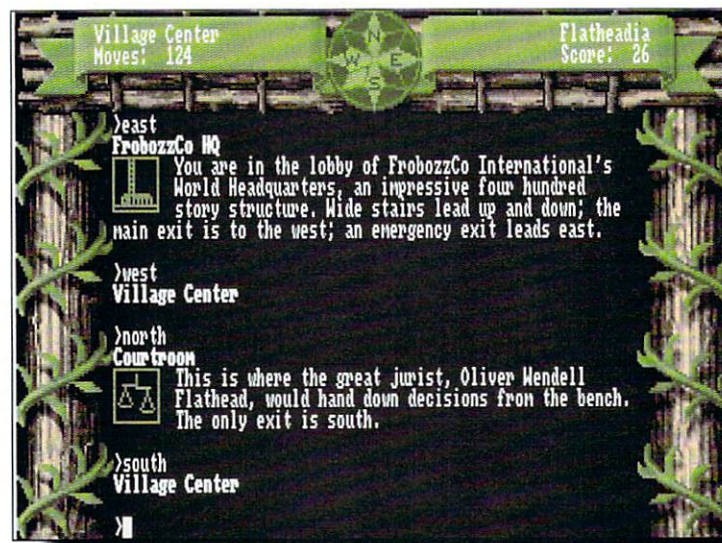 Village Center
Moves: 124
Flatheadia
Score: 26
N
W E
S
>east
FrobozzCo HQ
You are in the lobby of FrobozzCo International's
World Headquarters, an impressive four hundred
story structure. Wide stairs lead up and down; the
main exit is to the west; an emergency exit leads east.
>west
Village Center
>north
Courtroom
This is where the great jurist, Oliver Wendell
Flathead, would hand down decisions from the bench.
The only exit is south.
>south
Village Center
>